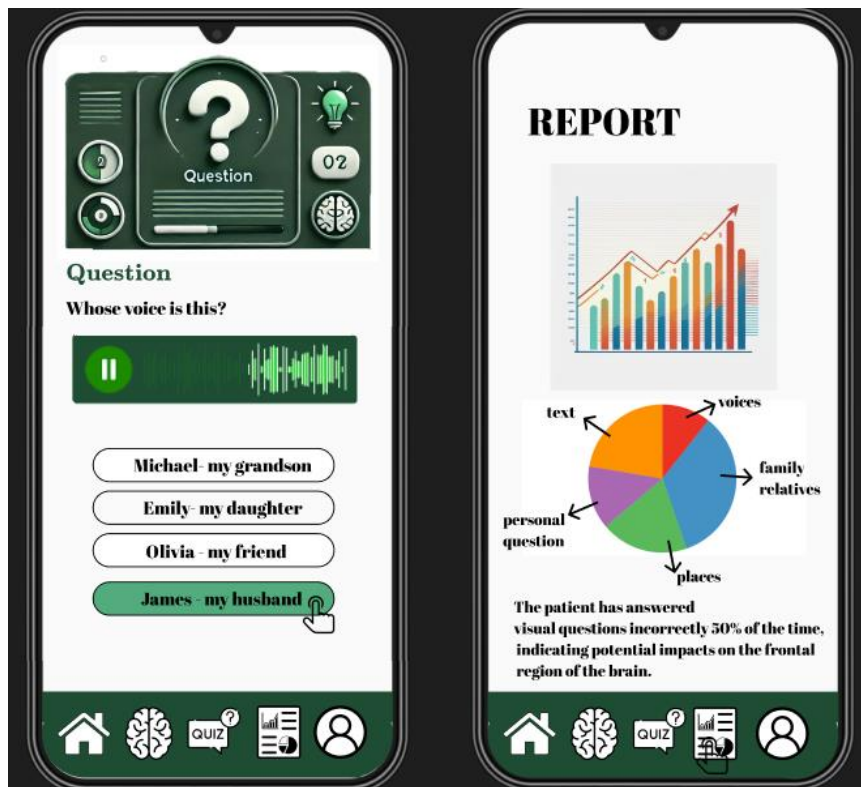 2
02
Question
Question
Whose voice is this?
Michael- my grandson
Emily- my daughter
Olivia - my friend
James - my husband
QUIZ
?
REPORT
text
voices
family
relatives
personal
question
places
The patient has answered
visual questions incorrectly 50% of the time,
indicating potential impacts on the frontal
region of the brain.
QUIZ
?